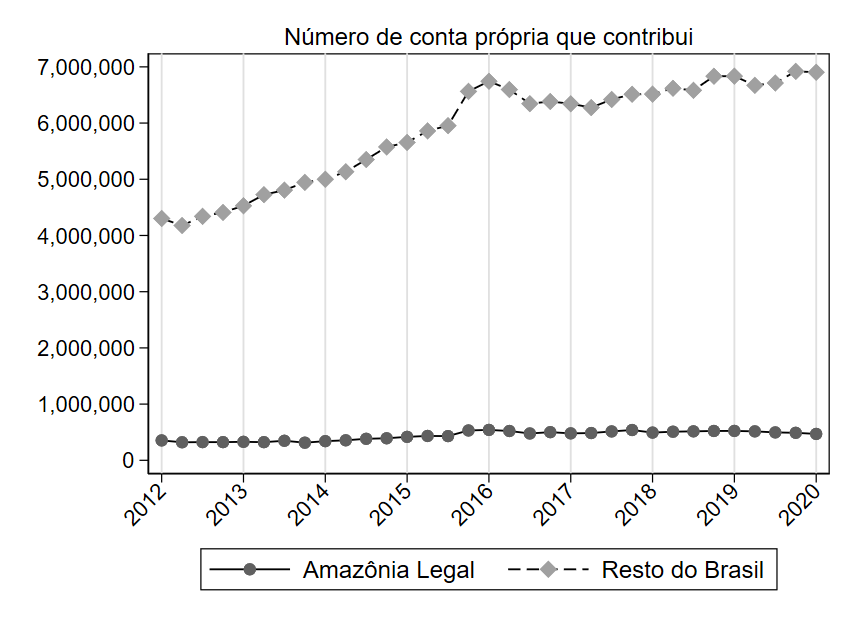 Número de conta própria que contribui
7,000,000
6,000,000
5,000,000
4,000,000
3,000,000
2,000,000
1,000,000
0
2012 2013 2014 2015 2016 2017 2018 2019 2020
Amazônia Legal Resto do Brasil